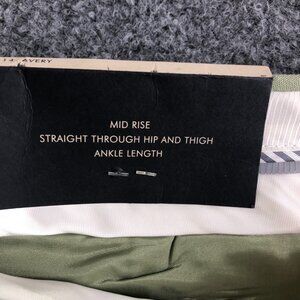 14. AVERY
MID RISE
STRAIGHT THROUGH HIP AND THIGH
ANKLE LENGTH